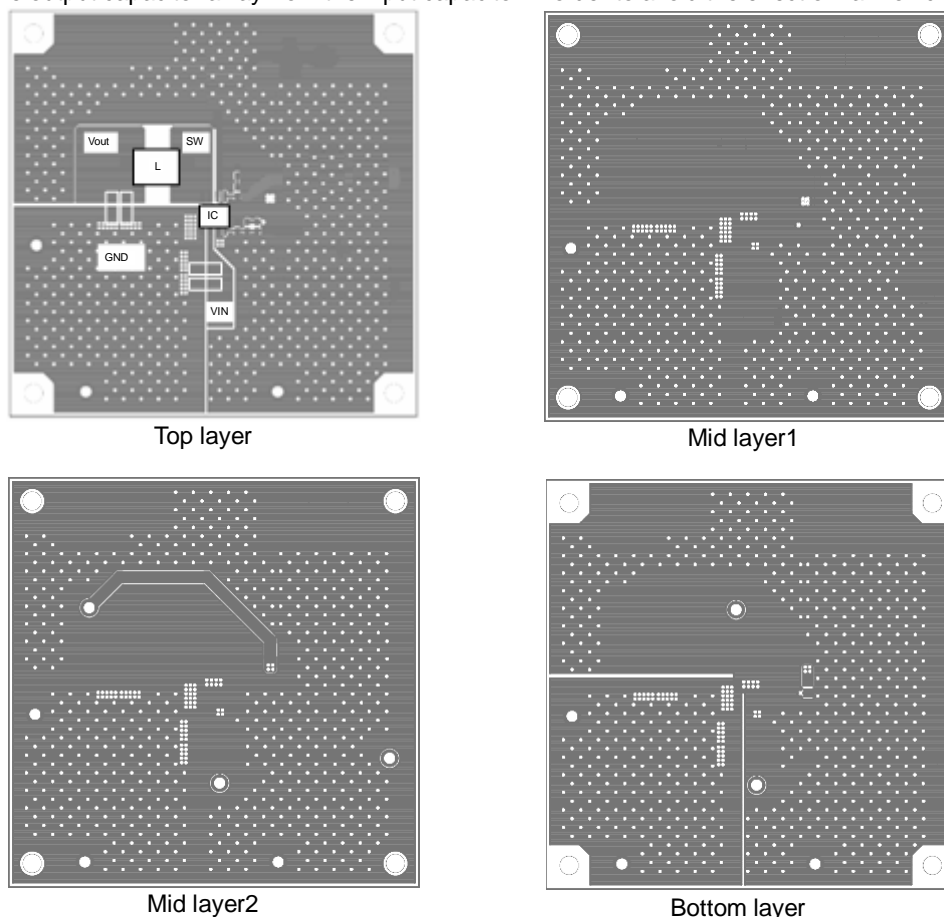 Vout
SW
L
IC
GND
VIN
Top layer
Mid layer1
Mid layer2
Bottom layer